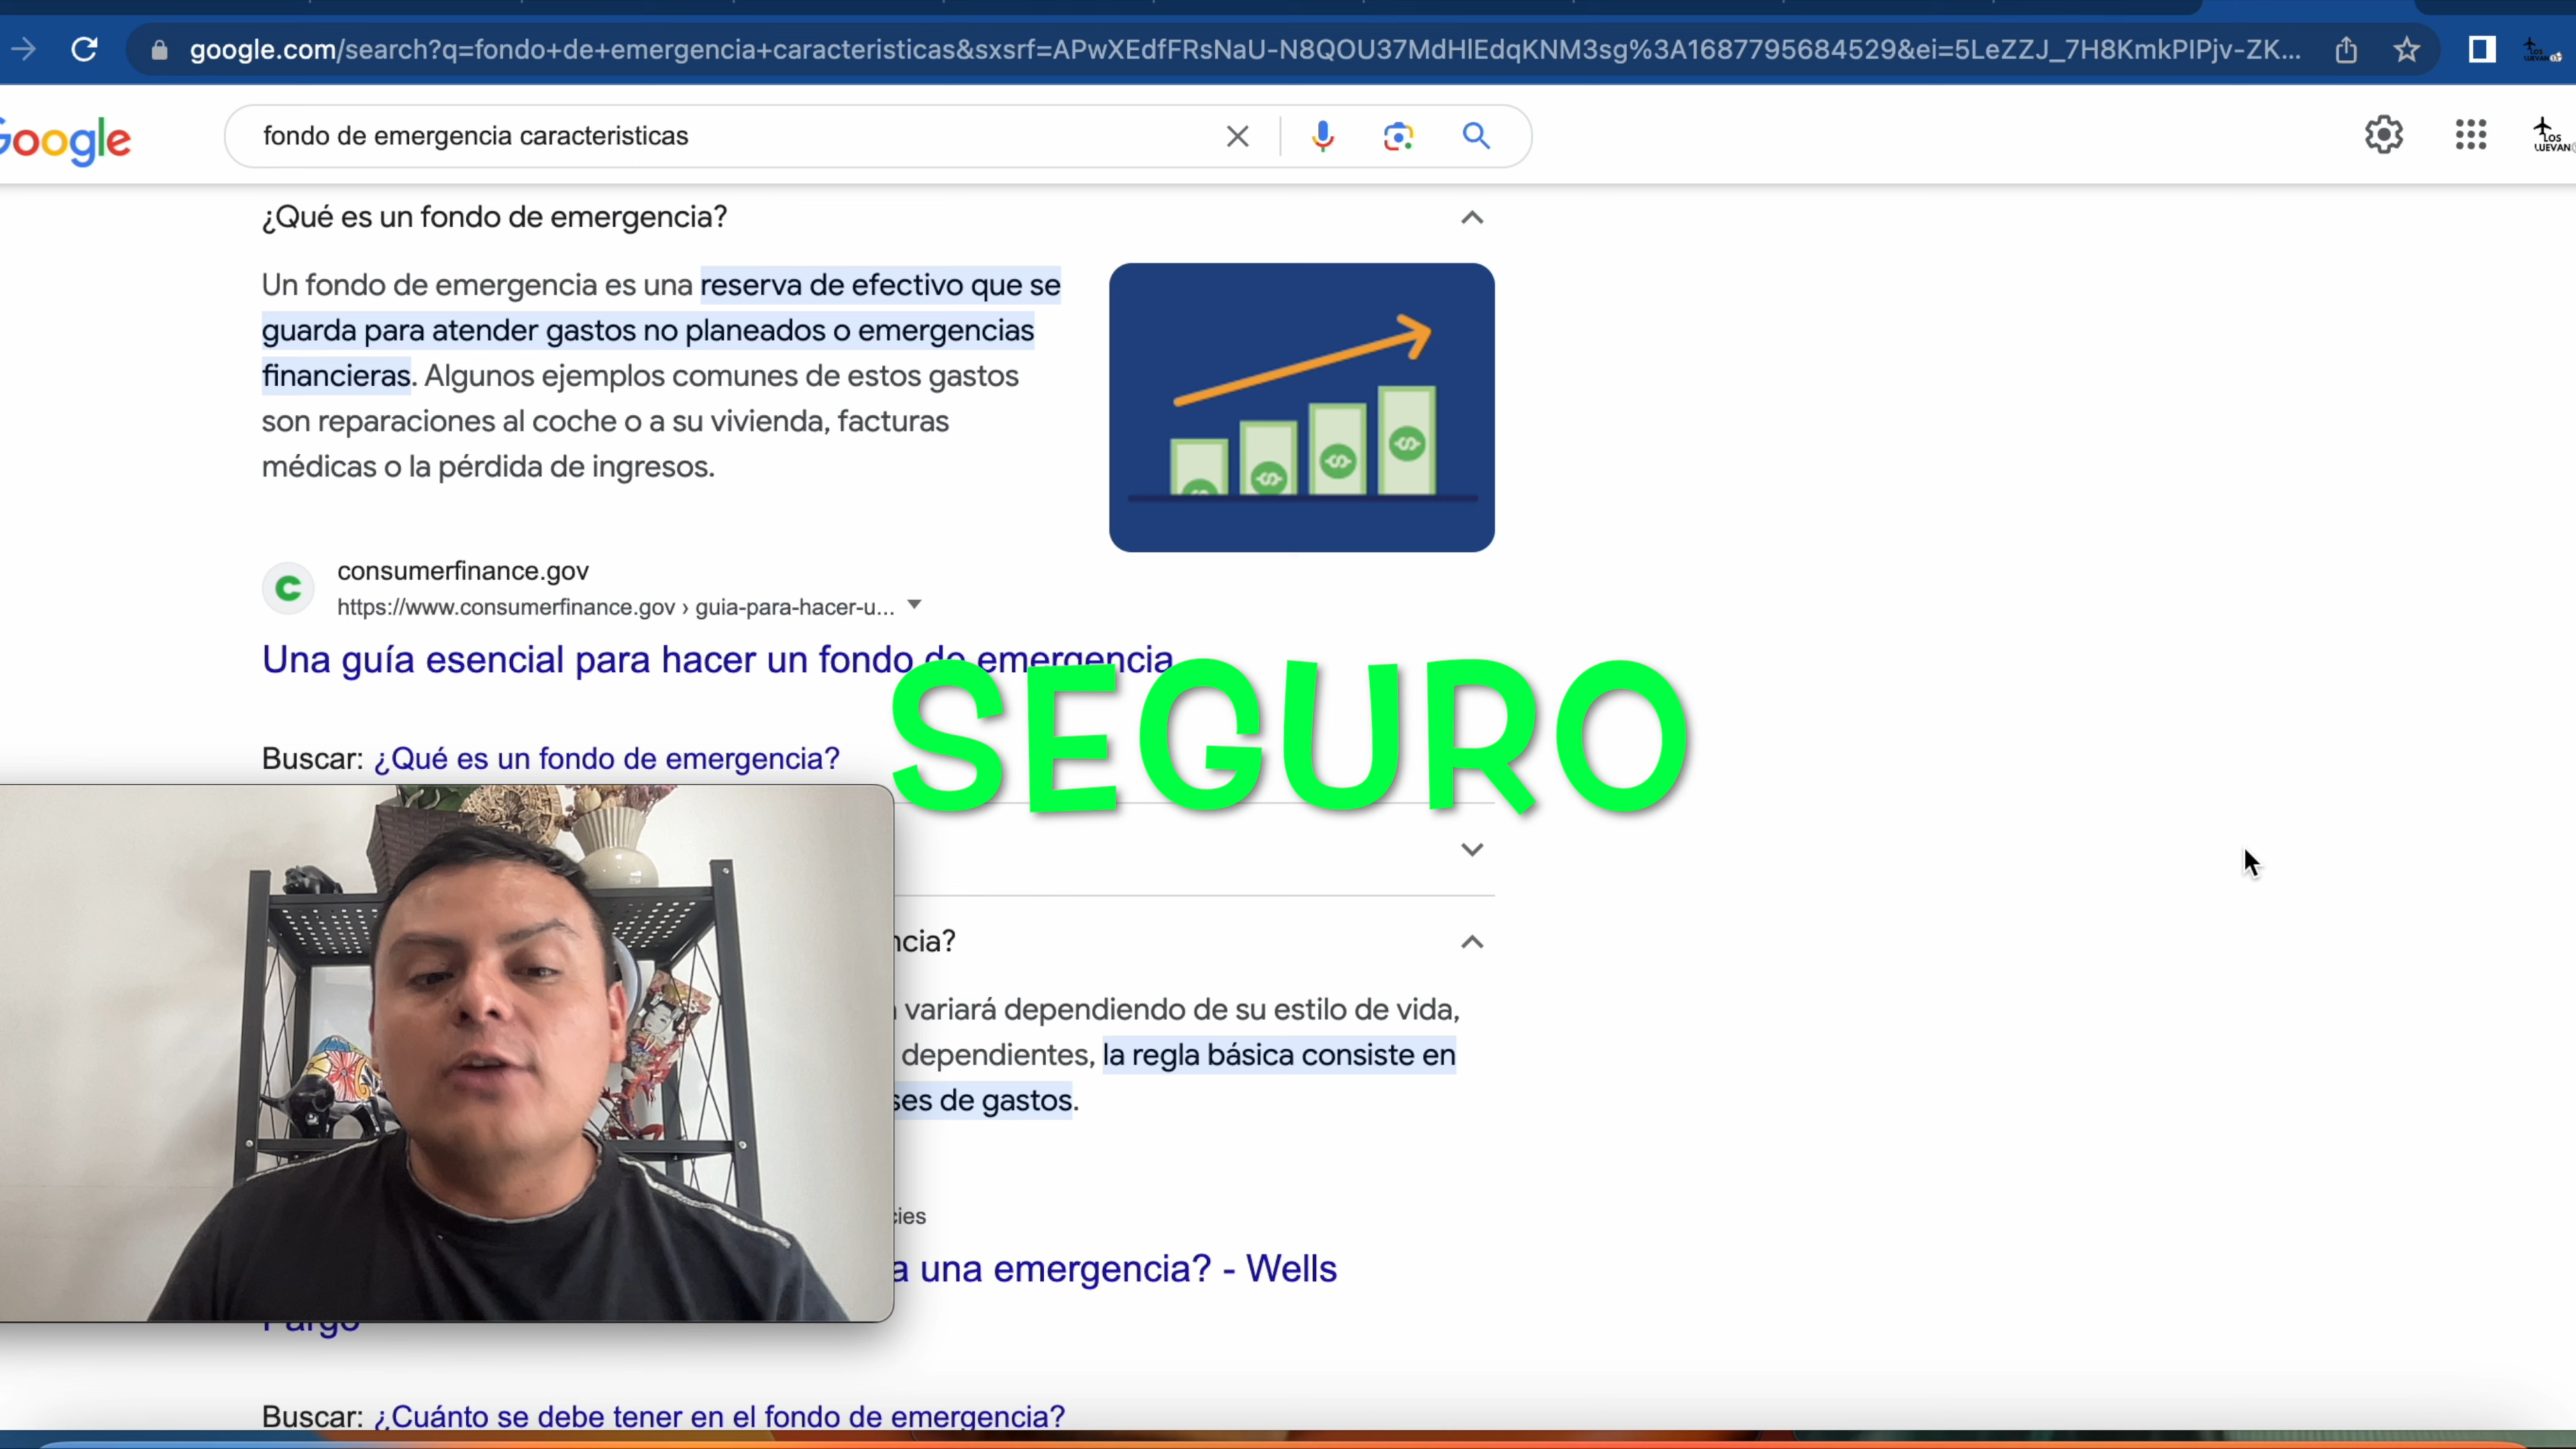 google.com/search?q=fondo+de+emergencia+caracteristicas&sxsrf=APwXEdfFRsNaU-N8QOU37MdHlEdqKNM3sg%3A1687795684529&ei=5LeZZJ_7H8KmkPIPjv-ZK...
Google
fondo de emergencia caracteristicas
LOS
¿Qué es un fondo de emergencia?
Un fondo de emergencia es una reserva de efectivo que se
guarda para atender gastos no planeados o emergencias
financieras. Algunos ejemplos comunes de estos gastos
son reparaciones al coche o a su vivienda, facturas
médicas o la pérdida de ingresos.
consumerfinance.gov
https://www.consumerfinance.gov › guia-para-hacer-u...
Una guía esencial para hacer un fondo de emergencia
SEGURO
Buscar: ¿Qué es un fondo de emergencia?
ncia?
variará dependiendo de su estilo de vida,
dependientes, la regla básica consiste en
ses de gastos.
cies
a una emergencia? - Wells
Fargo
Buscar: ¿Cuánto se debe tener en el fondo de emergencia?